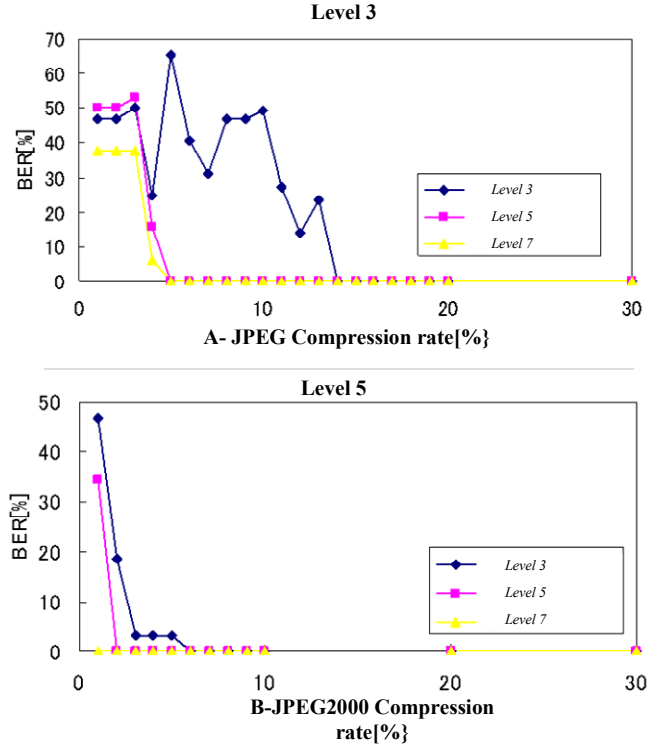 Level 3
70
60
50
40
30
20
10
0
BER[%]
Level 3
Level 5
Level 7
0 10 20 30
A- JPEG Compression rate[%}
Level 5
50
40
30
20
10
0
BER[%]
Level 3
Level 5
Level 7
0 10 20 30
B-JPEG2000 Compression
rate[%}